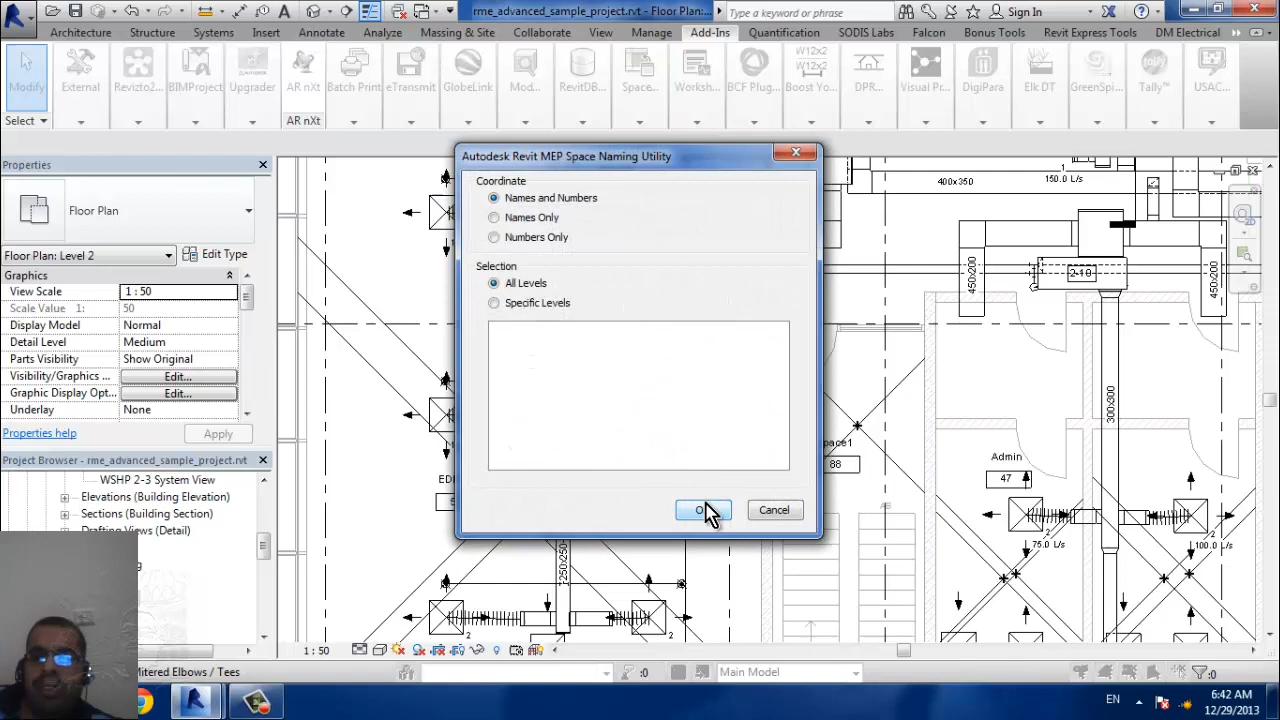 rme_advanced_sample_project.rvt - Floor Plan:...
Type a keyword or phrase
Sign In
Architecture
Structure
Systems
Insert
Annotate
Analyze
Massing & Site
Collaborate
View
Manage
Add-Ins
Quantification
SODIS Labs
Falcon
Bonus Tools
Revit Express Tools
DM Electrical
W12x2
W12x2
Modify
External
Revizto2...
BIMProject
Upgrader
AR nXt
Batch Print
eTransmit
GlobeLink
Mod...
RevitDB...
Space...
Worksh...
BCF Plug...
Boost Yo...
DPR...
Visual Pr...
Elk DT
DigiPara
GreenSpi...
Tally™
USAC...
Select
AR nXt
Properties
Floor Plan
Floor Plan: Level 2
Edit Type
Graphics
View Scale
1 : 50
Scale Value 1:
50
Display Model
Normal
Detail Level
Medium
Parts Visibility
Show Original
Visibility/Graphics ...
Edit...
Graphic Display Opt...
Edit...
Underlay
None
Properties help
Apply
Project Browser - rme_advanced_sample_project.rvt
WSHP 2-3 System View
Elevations (Building Elevation)
Sections (Building Section)
Drafting Views (Detail)
Autodesk Revit MEP Space Naming Utility
Coordinate
Names and Numbers
Names Only
Numbers Only
Selection
All Levels
Specific Levels
Cancel
400x350
1
150.0 L/s
450x200
2-10
450x200
300x300
88
Admin
47
75.0 L/s
100.0 L/s
250x250
2
2
1 : 50
Mitered Elbows / Tees
:0
Main Model
:0
EN
6:42 AM
12/29/2013